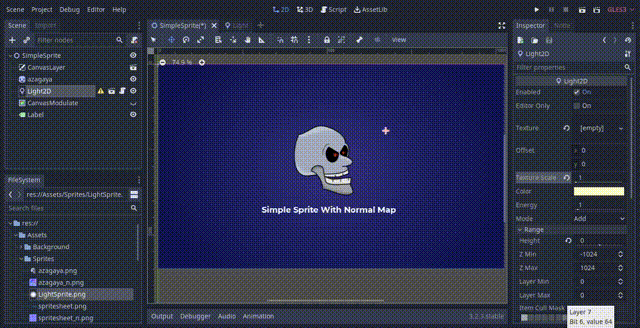 Scene Project Debug Editor Help
2D 3D Script AssetLib
GLES3
Scene Import
Filter nodes
SimpleSprite
CanvasLayer
azagaya
Light2D
CanvasModulate
Label
FileSystem
res://Assets/Sprites/LightSprite.
Search files
res://
Assets
Background
Sprites
azagaya.png
azagaya_n.png
LightSprite.png
spritesheet.png
spritesheet_n.png
SimpleSprite(*)
Light
View
74.9 %
Simple Sprite With Normal Map
Output Debugger Audio Animation
3.2.3.stable
Inspector Node
Light2D
Filter properties
Light2D
Enabled On
Editor Only On
Texture [empty]
Offset x 0
y 0
Texture Scale 1
Color
Energy 1
Mode Add
Range
Height 0
Z Min -1024
Z Max 1024
Layer Min 0
Layer Max 0
Item Cull Mask
Layer 7
Bit 6, value 64